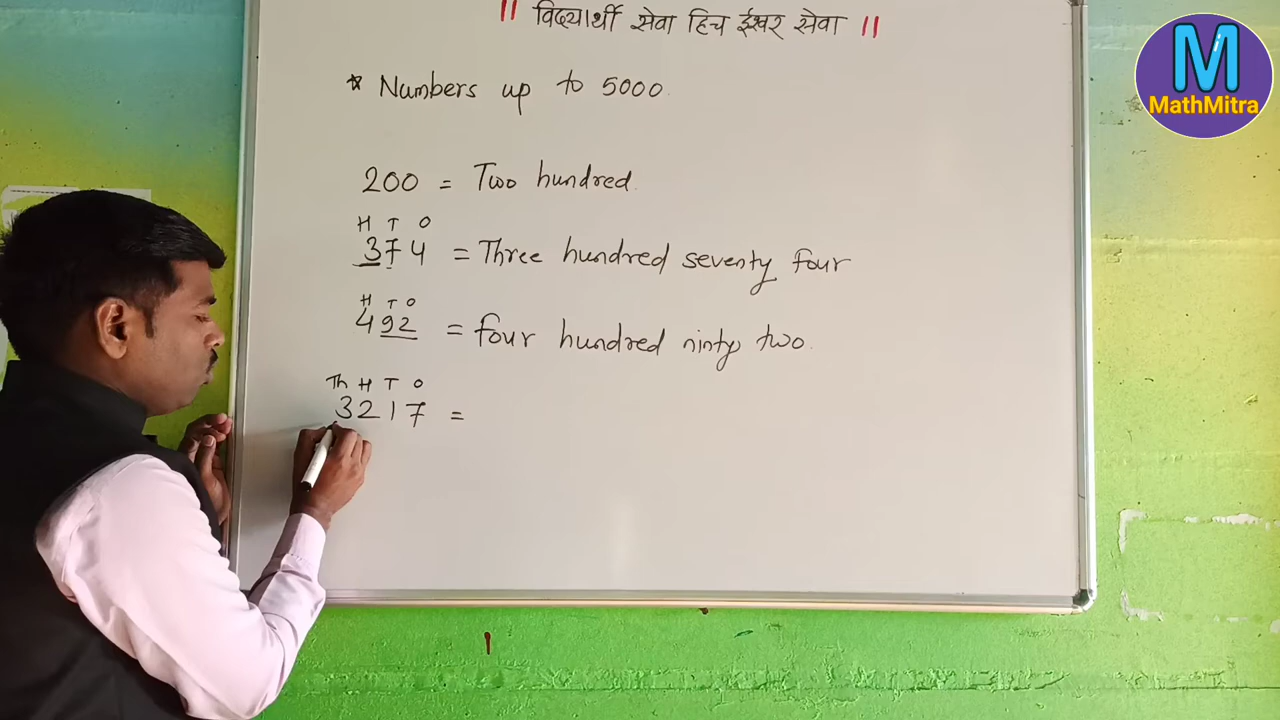 || विद्यार्थी सेवा हिच ईश्वर सेवा ||
M
MathMitra
* Numbers up to 5000.
200 = Two hundred.
H T O
374 = Three hundred seventy four
H T O
492 = four hundred ninty two.
Th H T O
3217 =